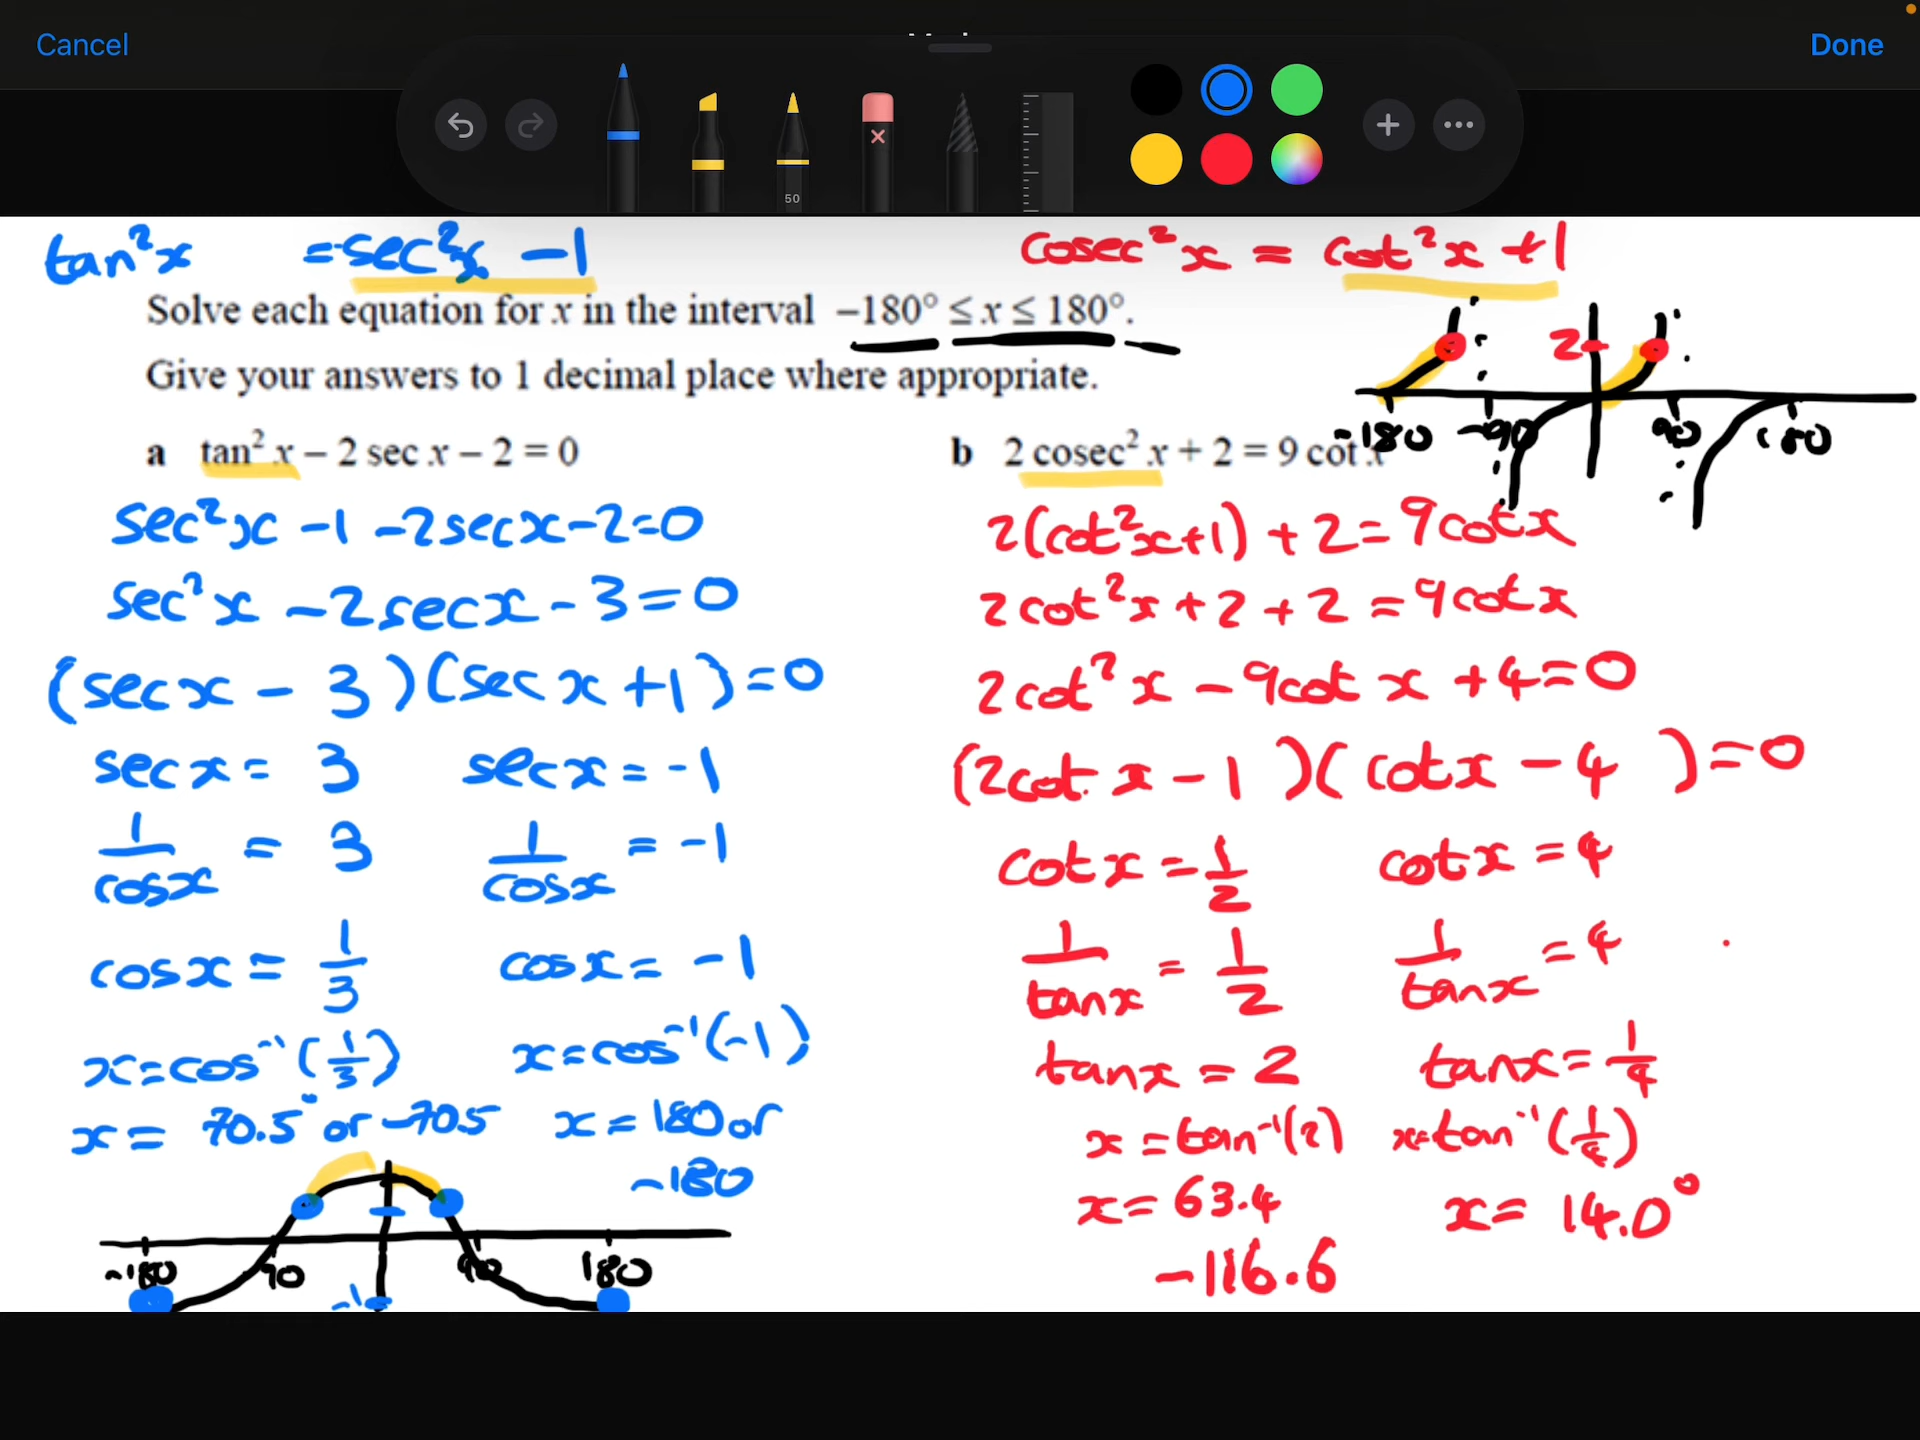 Cancel
Done
50
tan²x = sec²x − 1
cosec²x = cot²x + 1
Solve each equation for x in the interval −180° ≤ x ≤ 180°.
Give your answers to 1 decimal place where appropriate.
2
-180 -90 90 180
a tan² x − 2 sec x − 2 = 0
sec²x − 1 − 2secx − 2 = 0
sec²x − 2secx − 3 = 0
(secx − 3)(secx + 1) = 0
secx = 3 secx = −1
1/cosx = 3 1/cosx = −1
cosx = 1/3 cosx = −1
x = cos⁻¹(1/3) x = cos⁻¹(−1)
x = 70.5° or −70.5 x = 180 or
−180
-180 90 90 180
-1
b 2 cosec² x + 2 = 9 cot x
2(cot²x+1) + 2 = 9cotx
2cot²x + 2 + 2 = 9cotx
2cot²x − 9cotx + 4 = 0
(2cotx − 1)(cotx − 4) = 0
cotx = 1/2 cotx = 4
1/tanx = 1/2 1/tanx = 4
tanx = 2 tanx = 1/4
x = tan⁻¹(2) x = tan⁻¹(1/4)
x = 63.4 x = 14.0°
−116.6